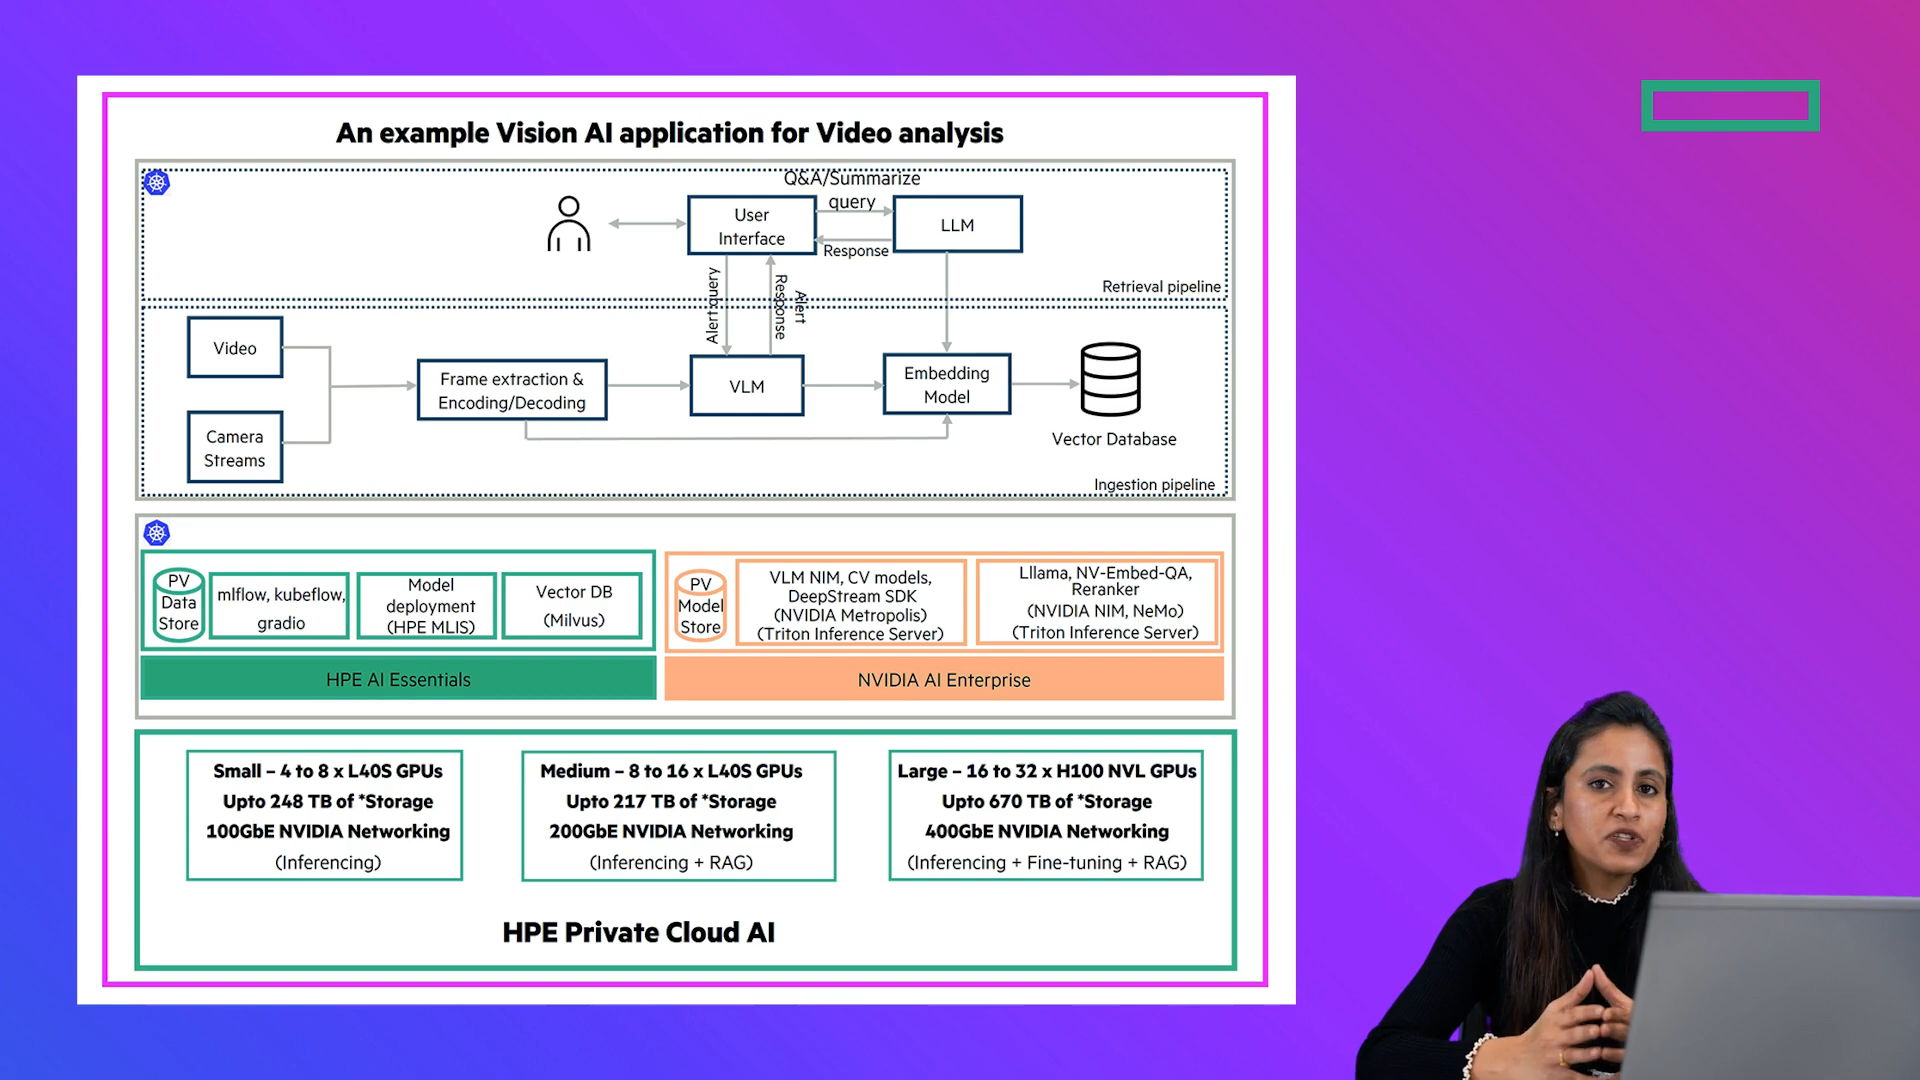 An example Vision AI application for Video analysis
Q&A/Summarize
query
User
Interface
LLM
Response
Alert query
Alert
Response
Retrieval pipeline
Video
Camera
Streams
Frame extraction &
Encoding/Decoding
VLM
Embedding
Model
Vector Database
Ingestion pipeline
PV
Data
Store
mlflow, kubeflow,
gradio
Model
deployment
(HPE MLIS)
Vector DB
(Milvus)
HPE AI Essentials
PV
Model
Store
VLM NIM, CV models,
DeepStream SDK
(NVIDIA Metropolis)
(Triton Inference Server)
Lllama, NV-Embed-QA,
Reranker
(NVIDIA NIM, NeMo)
(Triton Inference Server)
NVIDIA AI Enterprise
Small – 4 to 8 x L40S GPUs
Upto 248 TB of *Storage
100GbE NVIDIA Networking
(Inferencing)
Medium – 8 to 16 x L40S GPUs
Upto 217 TB of *Storage
200GbE NVIDIA Networking
(Inferencing + RAG)
Large – 16 to 32 x H100 NVL GPUs
Upto 670 TB of *Storage
400GbE NVIDIA Networking
(Inferencing + Fine-tuning + RAG)
HPE Private Cloud AI